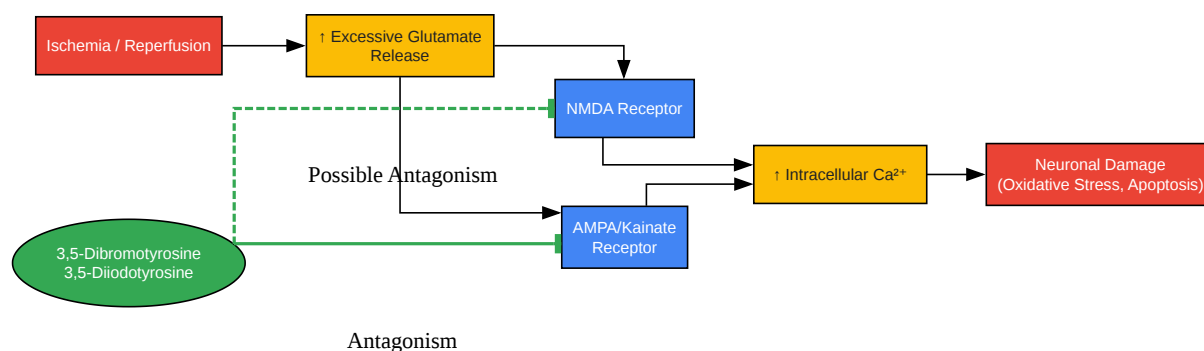 Ischemia / Reperfusion
↑ Excessive Glutamate
Release
NMDA Receptor
Possible Antagonism
↑ Intracellular Ca²⁺
Neuronal Damage
(Oxidative Stress, Apoptosis)
AMPA/Kainate
Receptor
3,5-Dibromotyrosine
3,5-Diiodotyrosine
Antagonism